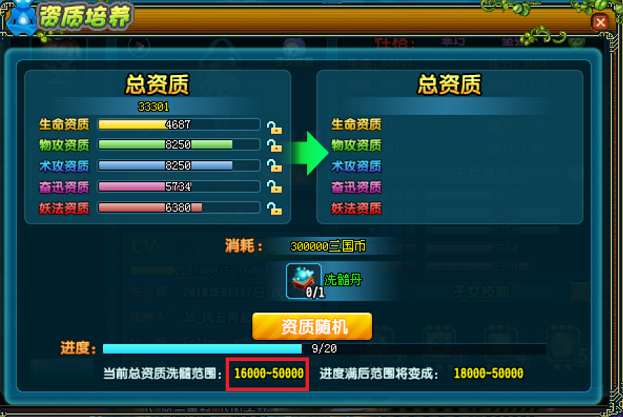 资质培养
总资质
33301
生命资质 4687
物攻资质 8250
术攻资质 8250
奋迅资质 5734
妖法资质 6380
总资质
生命资质
物攻资质
术攻资质
奋迅资质
妖法资质
消耗： 300000三国币
洗髓丹
0/1
资质随机
进度： 9/20
当前总资质洗髓范围： 16000~50000 进度满后范围将变成： 18000~50000